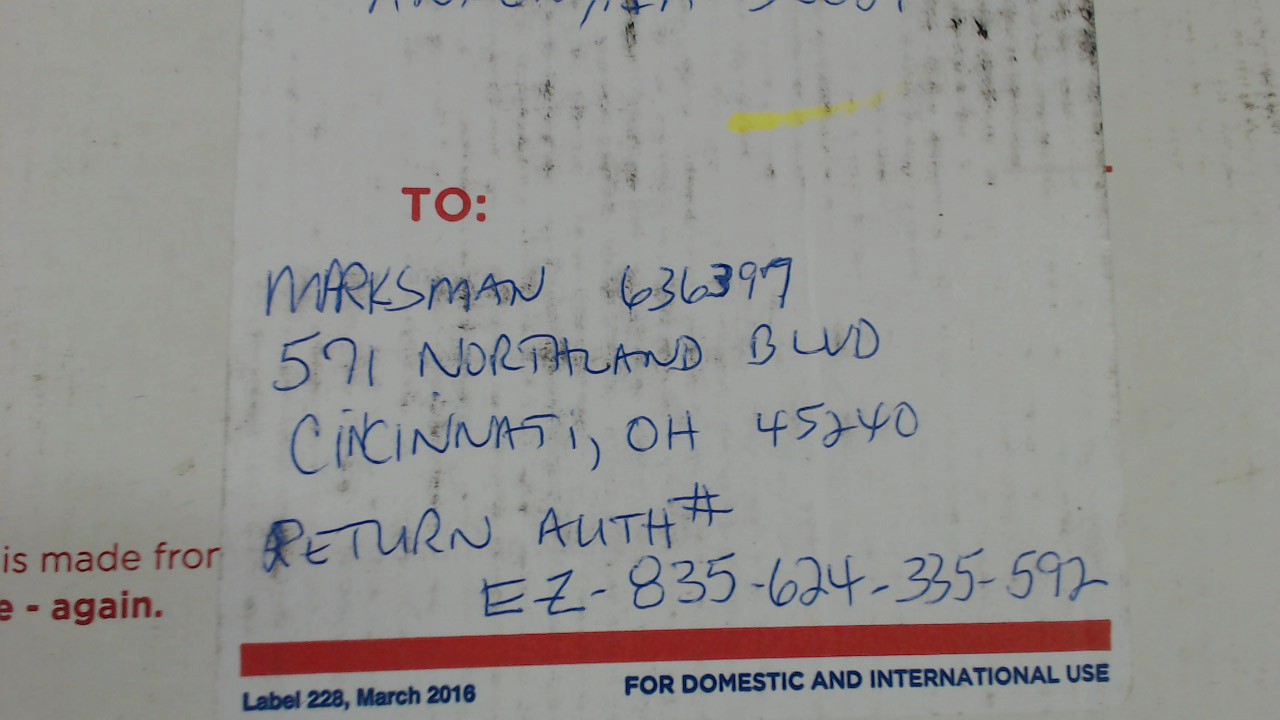 TO:
MARKSMAN 636397
571 NORTHLAND BLVD
CINCINNATI, OH 45240
RETURN AUTH#
EZ-835-624-335-592
is made fror
e - again.
Label 228, March 2016
FOR DOMESTIC AND INTERNATIONAL USE